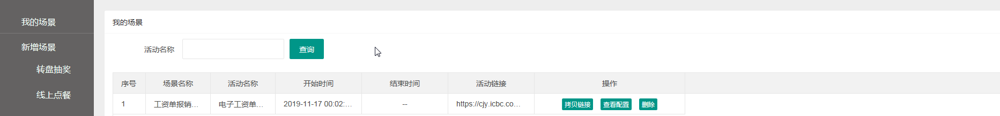 我的场景
新增场景
转盘抽奖
线上点餐
我的场景
活动名称 查询
序号 场景名称 活动名称 开始时间 结束时间 活动链接 操作
1 工资单报销... 电子工资单... 2019-11-17 00:02:... -- https://cjy.icbc.co... 拷贝链接 查看配置 删除